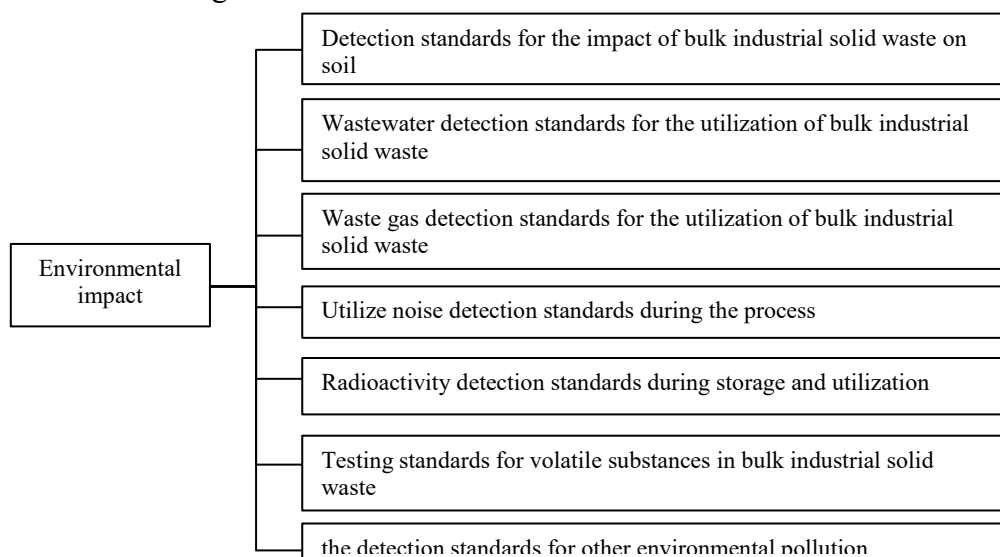 Detection standards for the impact of bulk industrial solid waste on
soil
Wastewater detection standards for the utilization of bulk industrial
solid waste
Waste gas detection standards for the utilization of bulk industrial
solid waste
Environmental
impact
Utilize noise detection standards during the process
Radioactivity detection standards during storage and utilization
Testing standards for volatile substances in bulk industrial solid
waste
the detection standards for other environmental pollution